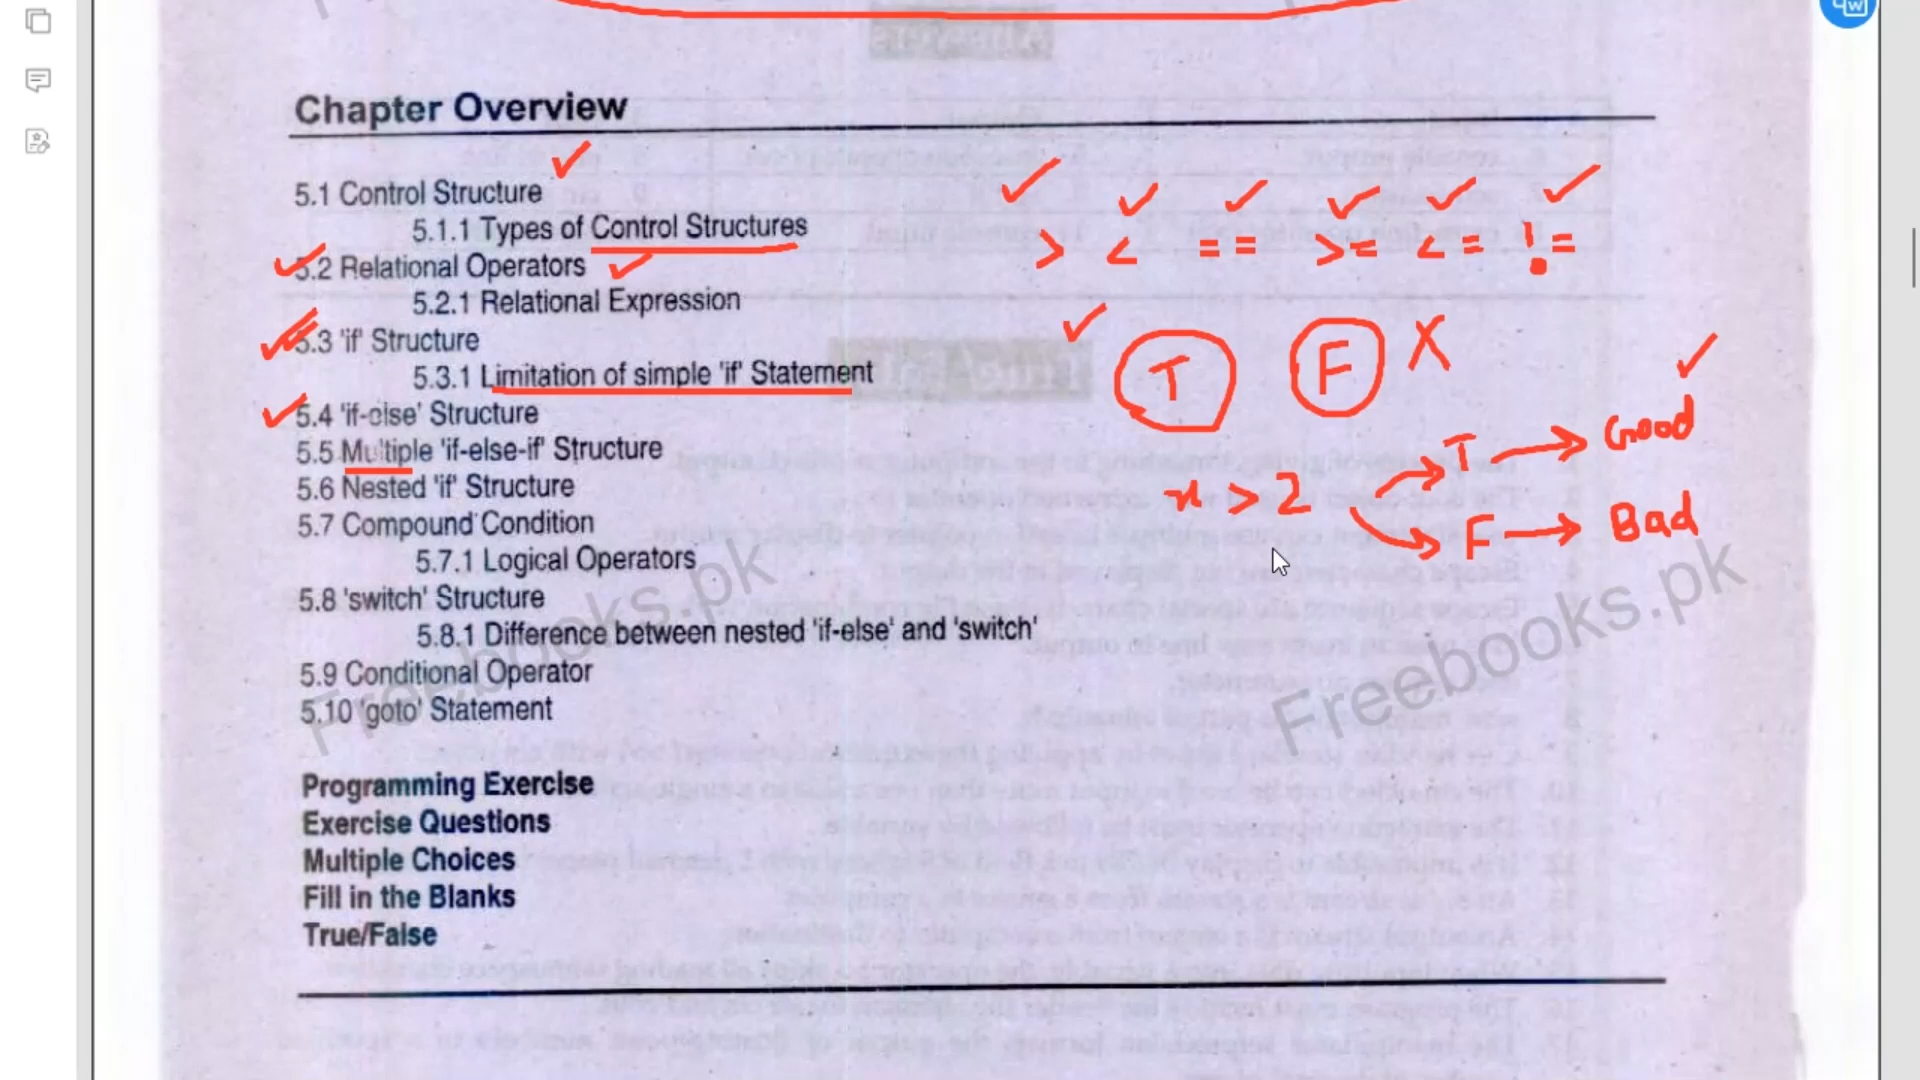 Chapter Overview
5.1 Control Structure
5.1.1 Types of Control Structures
5.2 Relational Operators
5.2.1 Relational Expression
5.3 'if' Structure
5.3.1 Limitation of simple 'if' Statement
5.4 'if-else' Structure
5.5 Multiple 'if-else-if' Structure
5.6 Nested 'if' Structure
5.7 Compound Condition
5.7.1 Logical Operators
5.8 'switch' Structure
5.8.1 Difference between nested 'if-else' and 'switch'
5.9 Conditional Operator
5.10 'goto' Statement
Programming Exercise
Exercise Questions
Multiple Choices
Fill in the Blanks
True/False
> < == >= <= !=
T F X
x > 2
T → Good
F → Bad
Freebooks.pk
Freebooks.pk